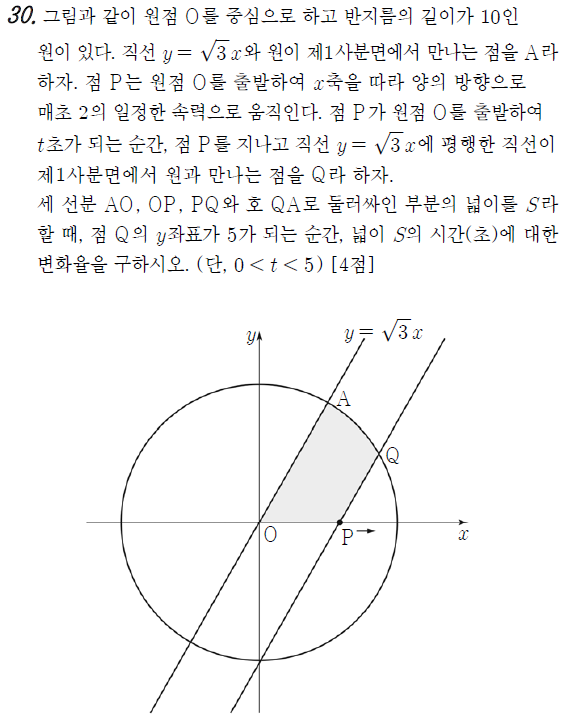 30. 그림과 같이 원점 O를 중심으로 하고 반지름의 길이가 10인
원이 있다. 직선 y = √3 x와 원이 제1사분면에서 만나는 점을 A라
하자. 점 P는 원점 O를 출발하여 x축을 따라 양의 방향으로
매초 2의 일정한 속력으로 움직인다. 점 P가 원점 O를 출발하여
t초가 되는 순간, 점 P를 지나고 직선 y = √3 x에 평행한 직선이
제1사분면에서 원과 만나는 점을 Q라 하자.
세 선분 AO, OP, PQ와 호 QA로 둘러싸인 부분의 넓이를 S라
할 때, 점 Q의 y좌표가 5가 되는 순간, 넓이 S의 시간(초)에 대한
변화율을 구하시오. (단, 0 < t < 5) [4점]
y
y = √3 x
A
Q
O
P
x